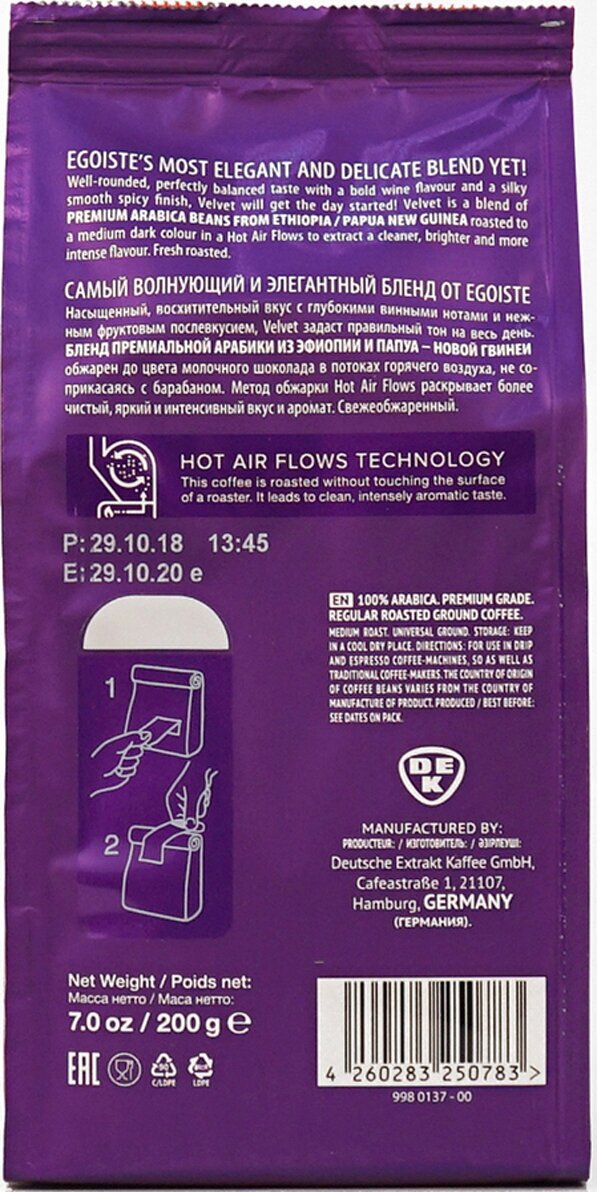 EGOISTE'S MOST ELEGANT AND DELICATE BLEND YET!
Well-rounded, perfectly balanced taste with a bold wine flavour and a silky
smooth spicy finish, Velvet will get the day started! Velvet is a blend of
PREMIUM ARABICA BEANS FROM ETHIOPIA / PAPUA NEW GUINEA roasted to
a medium dark colour in a Hot Air Flows to extract a cleaner, brighter and more
intense flavour. Fresh roasted.
САМЫЙ ВОЛНУЮЩИЙ И ЭЛЕГАНТНЫЙ БЛЕНД ОТ EGOISTE
Насыщенный, восхитительный вкус с глубокими винными нотами и неж-
ным фруктовым послевкусием, Velvet задаст правильный тон на весь день.
БЛЕНД ПРЕМИАЛЬНОЙ АРАБИКИ ИЗ ЭФИОПИИ И ПАПУА – НОВОЙ ГВИНЕИ
обжарен до цвета молочного шоколада в потоках горячего воздуха, не со-
прикасаясь с барабаном. Метод обжарки Hot Air Flows раскрывает более
чистый, яркий и интенсивный вкус и аромат. Свежеобжаренный.
HOT AIR FLOWS TECHNOLOGY
This coffee is roasted without touching the surface
of a roaster. It leads to clean, intensely aromatic taste.
P:29.10.18 13:45
E:29.10.20 e
1
2
EN 100% ARABICA. PREMIUM GRADE.
REGULAR ROASTED GROUND COFFEE.
MEDIUM ROAST. UNIVERSAL GROUND. STORAGE: KEEP
IN A COOL DRY PLACE. DIRECTIONS: FOR USE IN DRIP
AND ESPRESSO COFFEE-MACHINES, SO AS WELL AS
TRADITIONAL COFFEE-MAKERS. THE COUNTRY OF ORIGIN
OF COFFEE BEANS VARIES FROM THE COUNTRY OF
MANUFACTURE OF PRODUCT. PRODUCED / BEST BEFORE:
SEE DATES ON PACK.
DE
K
MANUFACTURED BY:
PRODUCTEUR: / ИЗГОТОВИТЕЛЬ: / ӘЗІРЛЕУШІ:
Deutsche Extrakt Kaffee GmbH,
Cafeastraße 1, 21107,
Hamburg, GERMANY
(ГЕРМАНИЯ).
Net Weight / Poids net:
Масса нетто / Маса нетто:
7.0 oz / 200 g ℮
EAC
90
C/LDPE
LDPE
4 260283 250783 >
998 0137 - 00